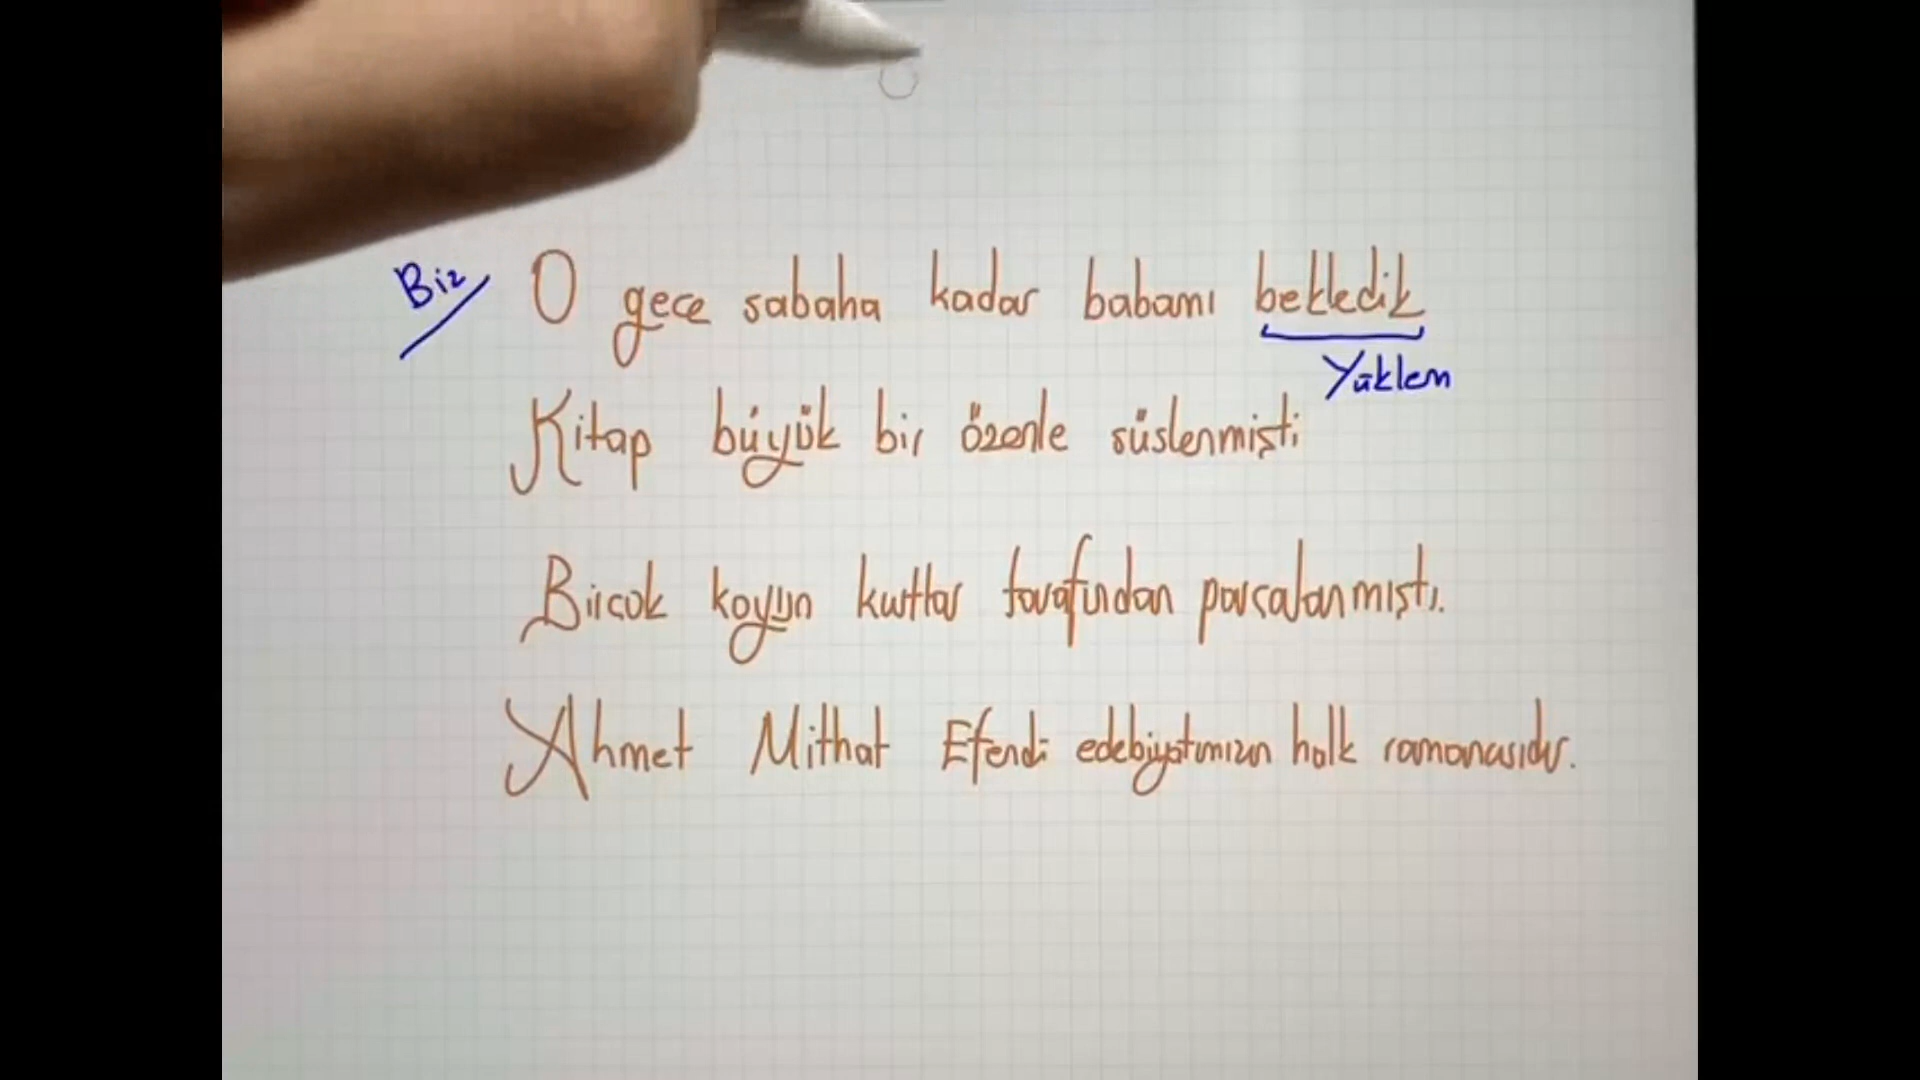 Biz O gece sabaha kadar babamı bekledik
Yüklem
Kitap büyük bir özenle süslenmişti
Birçok koyun kurtlar tarafından parçalanmıştı.
Ahmet Mithat Efendi edebiyatımızın halk romancısıdır.